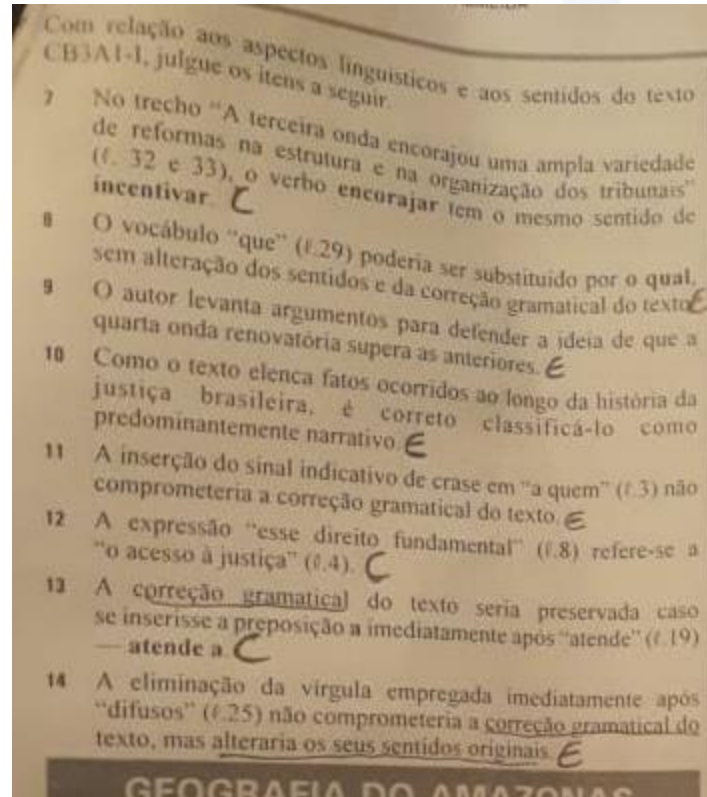 Com relação aos aspectos linguísticos e aos sentidos do texto
CB3A1-I, julgue os itens a seguir.
7 No trecho “A terceira onda encorajou uma ampla variedade
de reformas na estrutura e na organização dos tribunais”
(ℓ. 32 e 33), o verbo encorajar tem o mesmo sentido de
incentivar. C
8 O vocábulo “que” (ℓ.29) poderia ser substituído por o qual,
sem alteração dos sentidos e da correção gramatical do texto. E
9 O autor levanta argumentos para defender a ideia de que a
quarta onda renovatória supera as anteriores. E
10 Como o texto elenca fatos ocorridos ao longo da história da
justiça brasileira, é correto classificá-lo como
predominantemente narrativo. E
11 A inserção do sinal indicativo de crase em “a quem” (ℓ.3) não
comprometeria a correção gramatical do texto. E
12 A expressão “esse direito fundamental” (ℓ.8) refere-se a
“o acesso à justiça” (ℓ.4). C
13 A correção gramatical do texto seria preservada caso
se inserisse a preposição a imediatamente após “atende” (ℓ.19)
— atende a. C
14 A eliminação da vírgula empregada imediatamente após
“difusos” (ℓ.25) não comprometeria a correção gramatical do
texto, mas alteraria os seus sentidos originais. E
GEOGRAFIA DO AMAZONAS